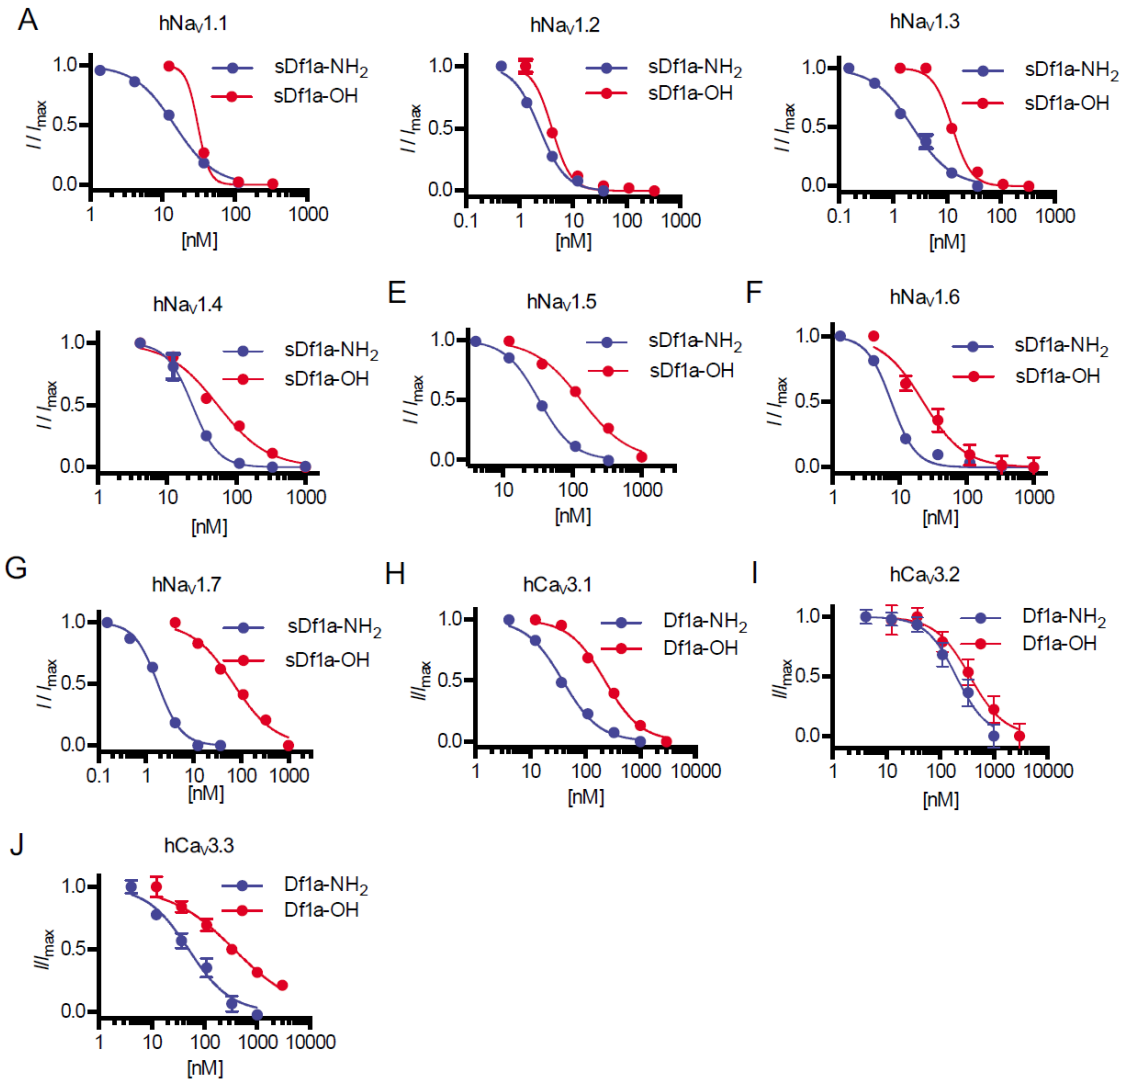 A
hNaV1.1
I / Imax
1.0
0.5
0.0
1 10 100 1000
[nM]
sDf1a-NH2
sDf1a-OH
hNaV1.2
I / Imax
1.0
0.5
0.0
0.1 1 10 100 1000
[nM]
sDf1a-NH2
sDf1a-OH
hNaV1.3
I / Imax
1.0
0.5
0.0
0.1 1 10 100 1000
[nM]
sDf1a-NH2
sDf1a-OH
hNaV1.4
I / Imax
1.0
0.5
0.0
1 10 100 1000
[nM]
sDf1a-NH2
sDf1a-OH
E
hNaV1.5
I / Imax
1.0
0.5
0.0
10 100 1000
[nM]
sDf1a-NH2
sDf1a-OH
F
hNaV1.6
I / Imax
1.0
0.5
0.0
1 10 100 1000
[nM]
sDf1a-NH2
sDf1a-OH
G
hNaV1.7
I / Imax
1.0
0.5
0.0
0.1 1 10 100 1000
[nM]
sDf1a-NH2
sDf1a-OH
H
hCaV3.1
I/Imax
1.0
0.5
0.0
1 10 100 1000 10000
[nM]
Df1a-NH2
Df1a-OH
I
hCaV3.2
I/Imax
1.0
0.5
0.0
1 10 100 1000 10000
[nM]
Df1a-NH2
Df1a-OH
J
hCaV3.3
I/Imax
1.0
0.5
0.0
1 10 100 1000 10000
[nM]
Df1a-NH2
Df1a-OH